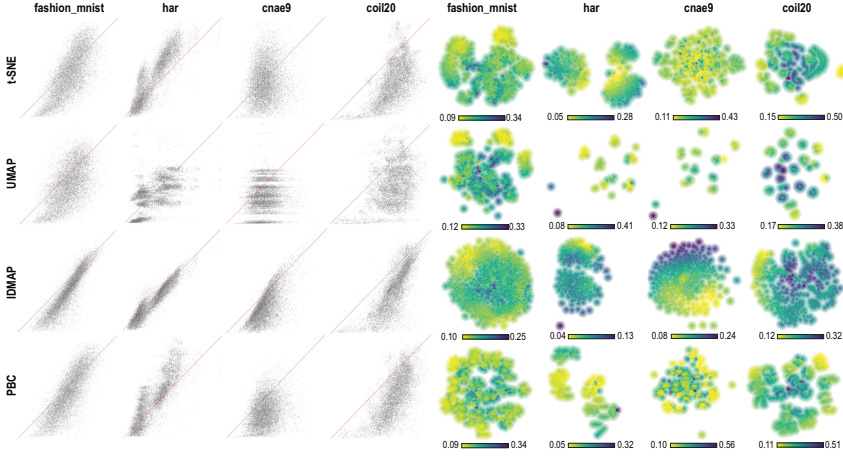 fashion_mnist har cnae9 coil20 fashion_mnist har cnae9 coil20
t-SNE
0.09 0.34 0.05 0.28 0.11 0.43 0.15 0.50
UMAP
0.12 0.33 0.08 0.41 0.12 0.33 0.17 0.38
IDMAP
0.10 0.25 0.04 0.13 0.08 0.24 0.12 0.32
PBC
0.09 0.34 0.05 0.32 0.10 0.56 0.11 0.51